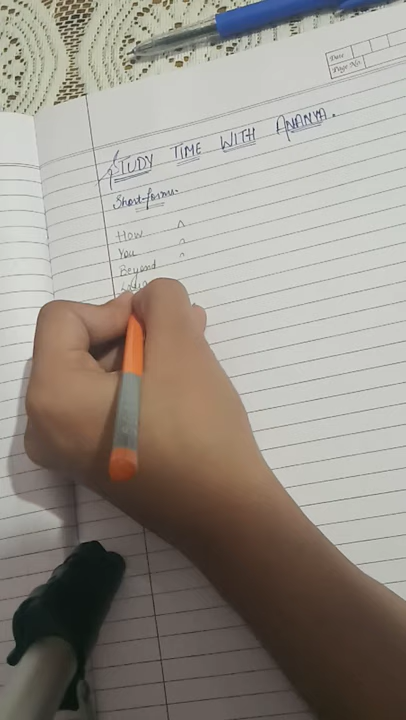 Date
Page No.
STUDY TIME WITH ANANYA.
Short-forms-
How ^
You ^
Beyond ^